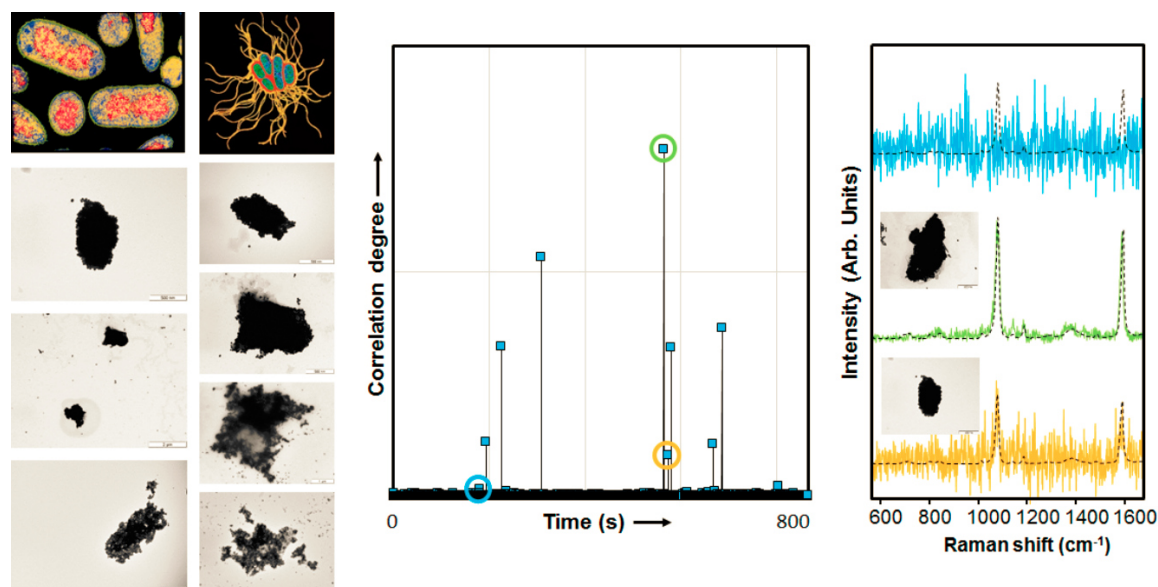 Correlation degree
0
Time (s)
800
Intensity (Arb. Units)
600 800 1000 1200 1400 1600
Raman shift (cm⁻¹)